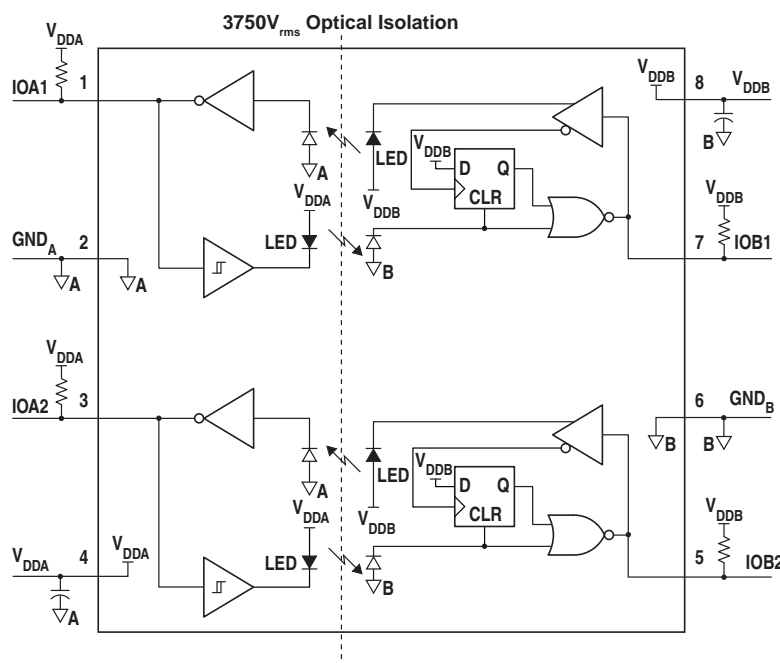 3750Vrms Optical Isolation
VDDA
IOA1 1
VDDB 8 VDDB
B
A
LED
VDDB
D Q
CLR
VDDA
VDDB
VDDB
GNDA 2
LED
7 IOB1
A A
B
VDDA
IOA2 3
6 GNDB
B B
A
LED
VDDB
D Q
CLR
VDDA
VDDB
VDDB
VDDA 4 VDDA
LED
5 IOB2
A
B